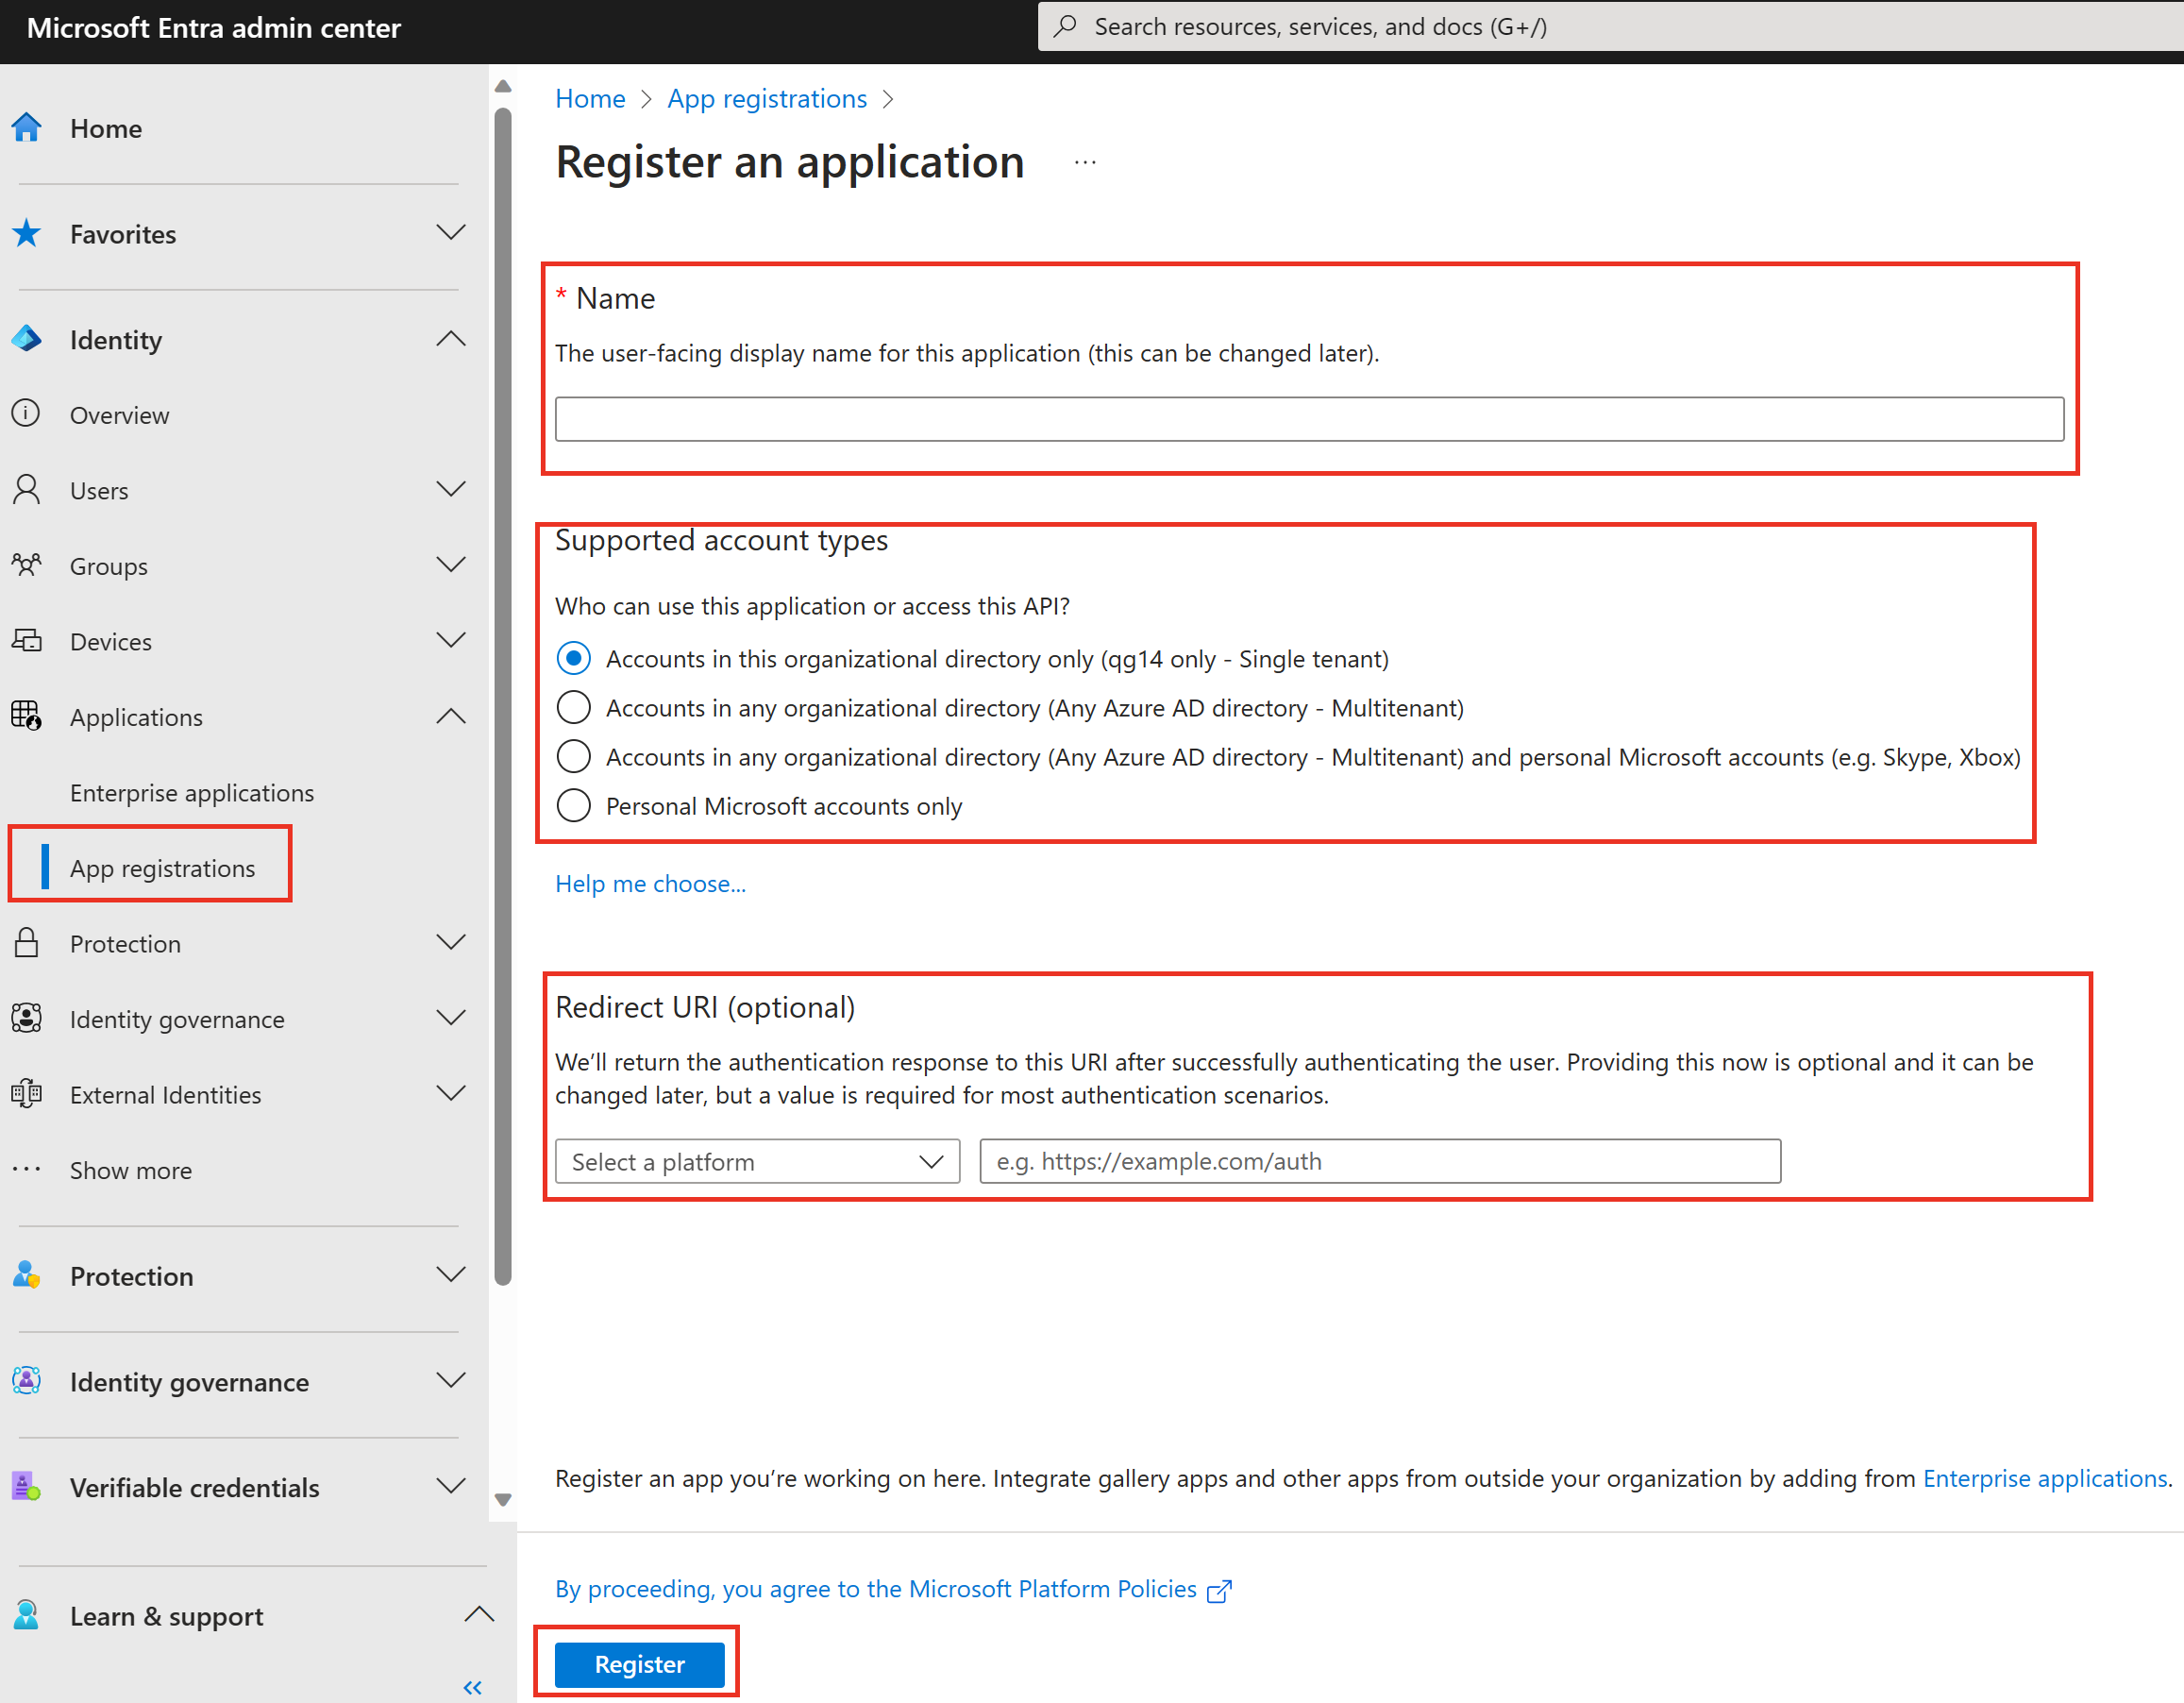 Microsoft Entra admin center
Search resources, services, and docs (G+/)
Home
Favorites
Identity
Overview
Users
Groups
Devices
Applications
Enterprise applications
App registrations
Protection
Identity governance
External Identities
··· Show more
Protection
Identity governance
Verifiable credentials
Learn & support
«
Home > App registrations >
Register an application ···
* Name
The user-facing display name for this application (this can be changed later).
Supported account types
Who can use this application or access this API?
Accounts in this organizational directory only (qg14 only - Single tenant)
Accounts in any organizational directory (Any Azure AD directory - Multitenant)
Accounts in any organizational directory (Any Azure AD directory - Multitenant) and personal Microsoft accounts (e.g. Skype, Xbox)
Personal Microsoft accounts only
Help me choose...
Redirect URI (optional)
We’ll return the authentication response to this URI after successfully authenticating the user. Providing this now is optional and it can be
changed later, but a value is required for most authentication scenarios.
Select a platform
e.g. https://example.com/auth
Register an app you’re working on here. Integrate gallery apps and other apps from outside your organization by adding from Enterprise applications.
By proceeding, you agree to the Microsoft Platform Policies
Register